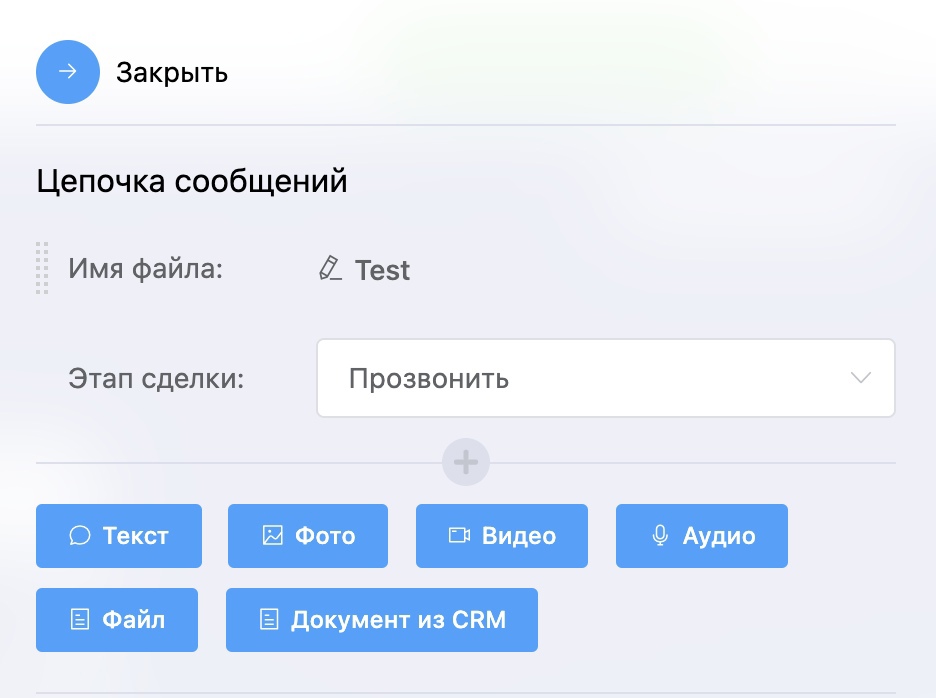 Закрыть
Цепочка сообщений
Имя файла: Test
Этап сделки: Прозвонить
Текст Фото Видео Аудио
Файл Документ из CRM